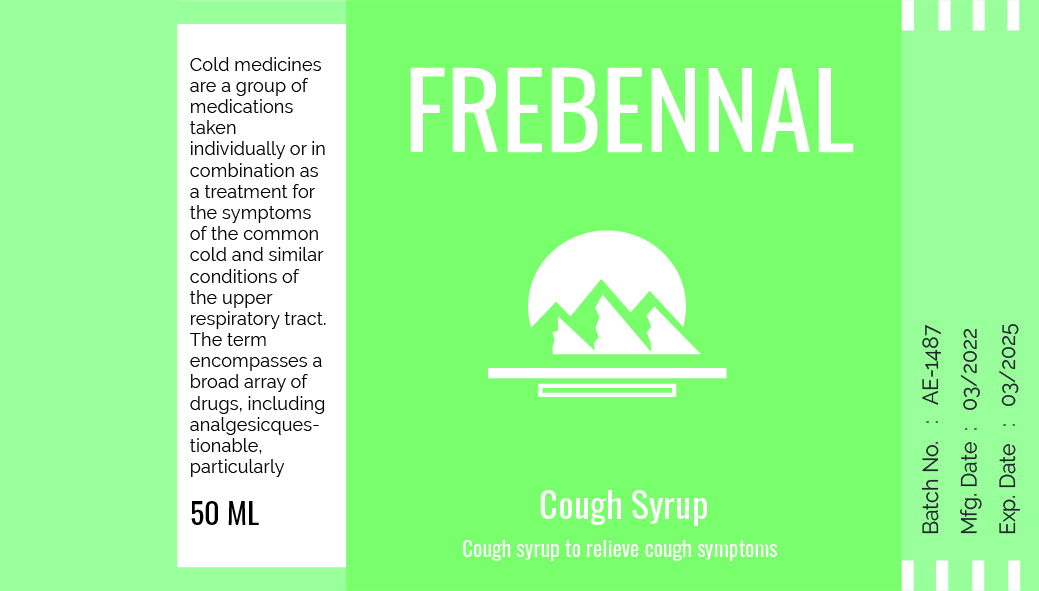 Cold medicines
are a group of
medications
taken
individually or in
combination as
a treatment for
the symptoms
of the common
cold and similar
conditions of
the upper
respiratory tract.
The term
encompasses a
broad array of
drugs, including
analgesicques-
tionable,
particularly
50 ML
FREBENNAL
Cough Syrup
Cough syrup to relieve cough symptoms
Batch No. : AE-1487
Mfg. Date : 03/2022
Exp. Date : 03/2025